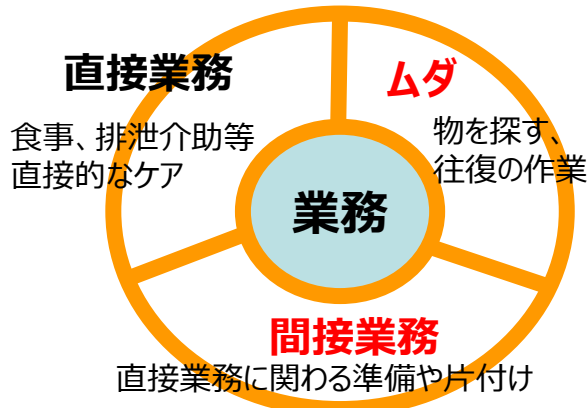 直接業務
食事、排泄介助等
直接的なケア
ムダ
物を探す、
往復の作業
業務
間接業務
直接業務に関わる準備や片付け